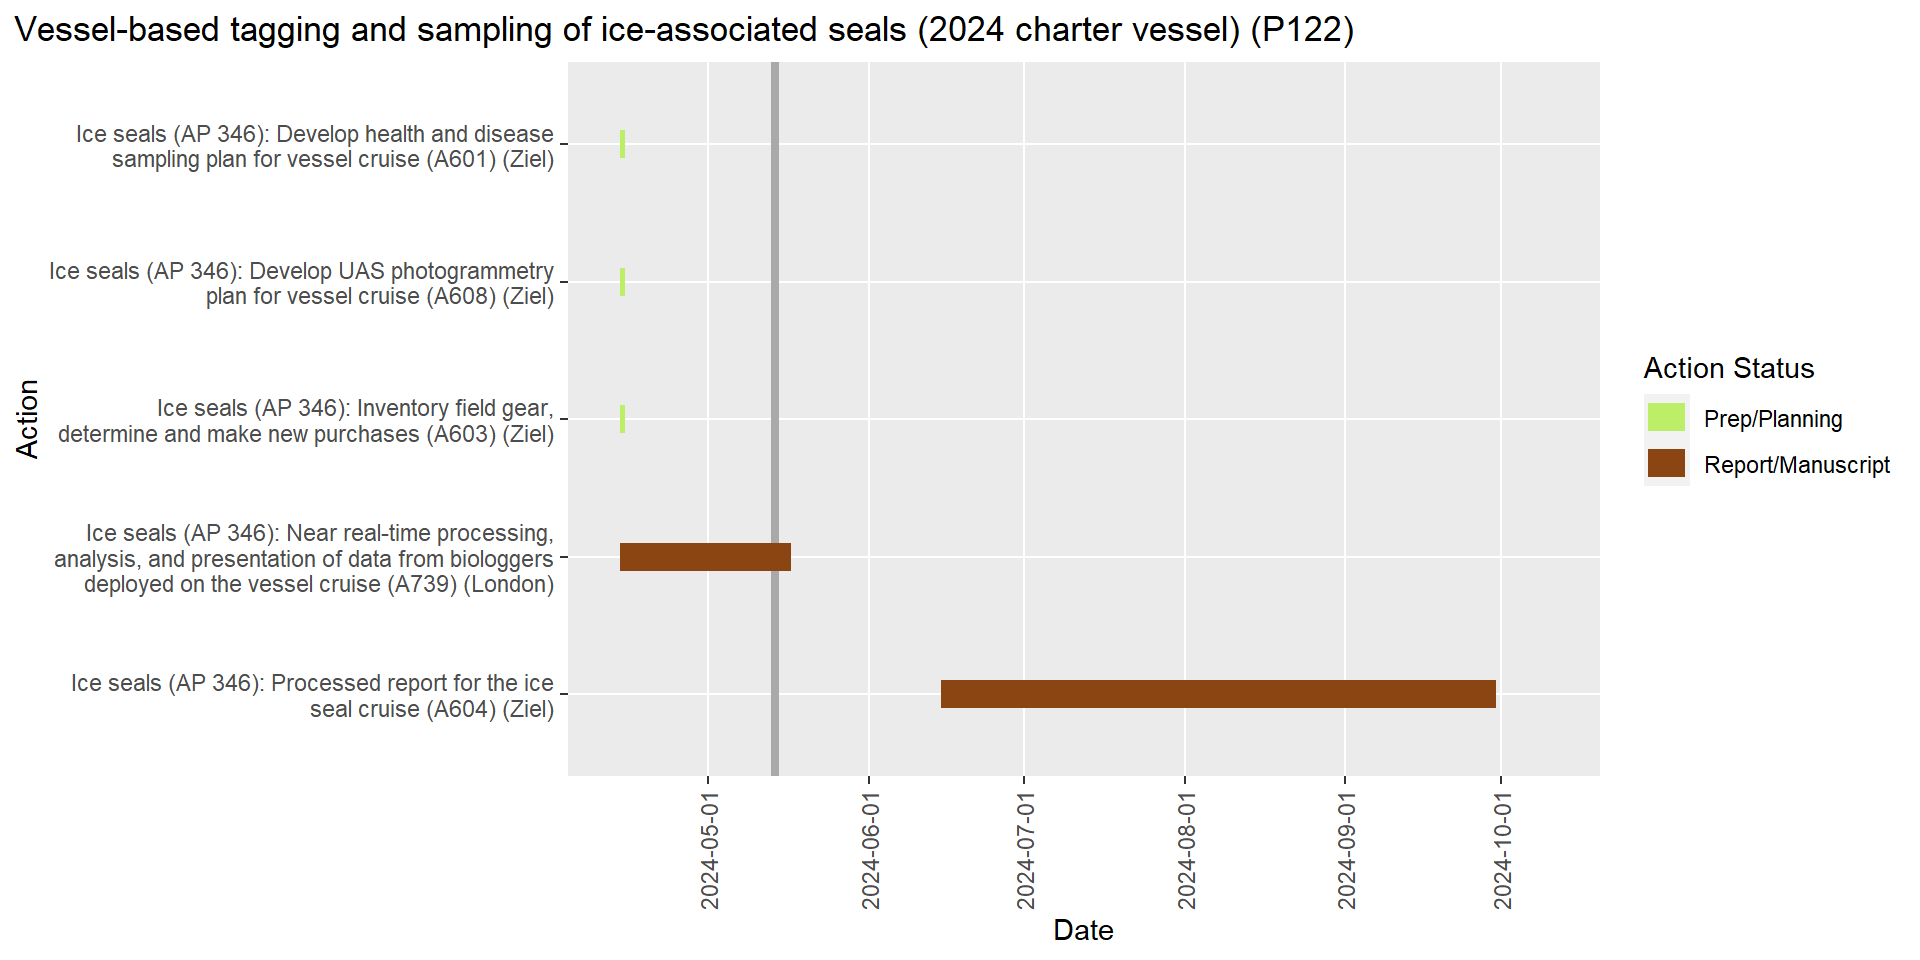 Vessel-based tagging and sampling of ice-associated seals (2024 charter vessel) (P122)
Action
Ice seals (AP 346): Develop health and disease
sampling plan for vessel cruise (A601) (Ziel)
Ice seals (AP 346): Develop UAS photogrammetry
plan for vessel cruise (A608) (Ziel)
Ice seals (AP 346): Inventory field gear,
determine and make new purchases (A603) (Ziel)
Ice seals (AP 346): Near real-time processing,
analysis, and presentation of data from biologgers
deployed on the vessel cruise (A739) (London)
Ice seals (AP 346): Processed report for the ice
seal cruise (A604) (Ziel)
2024-05-01
2024-06-01
2024-07-01
2024-08-01
2024-09-01
2024-10-01
Date
Action Status
Prep/Planning
Report/Manuscript